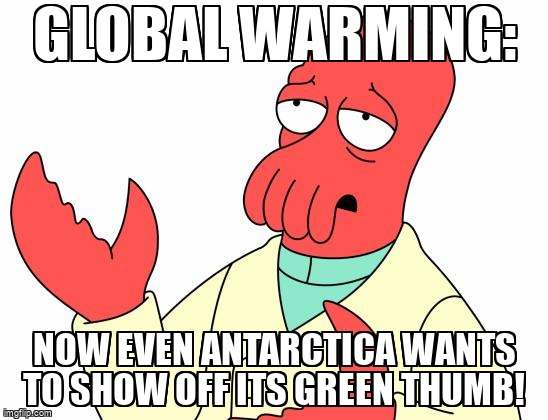 GLOBAL WARMING:
NOW EVEN ANTARCTICA WANTS
TO SHOW OFF ITS GREEN THUMB!
imgflip.com